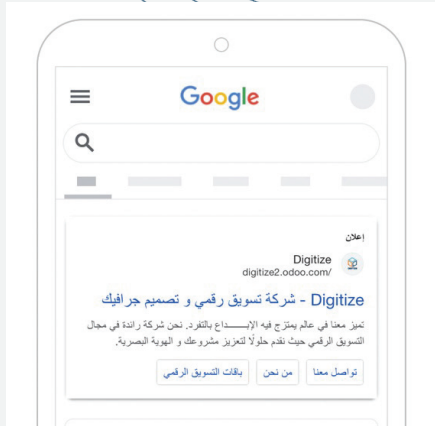 Google
إعلان
Digitize
digitize2.odoo.com/
Digitize - شركة تسويق رقمي و تصميم جرافيك
تميز معنا في عالم يمتزج فيه الإبـــــداع بالتفرد. نحن شركة رائدة في مجال
التسويق الرقمي حيث نقدم حلولًا لتعزيز مشروعك و الهوية البصرية.
تواصل معنا
من نحن
باقات التسويق الرقمي